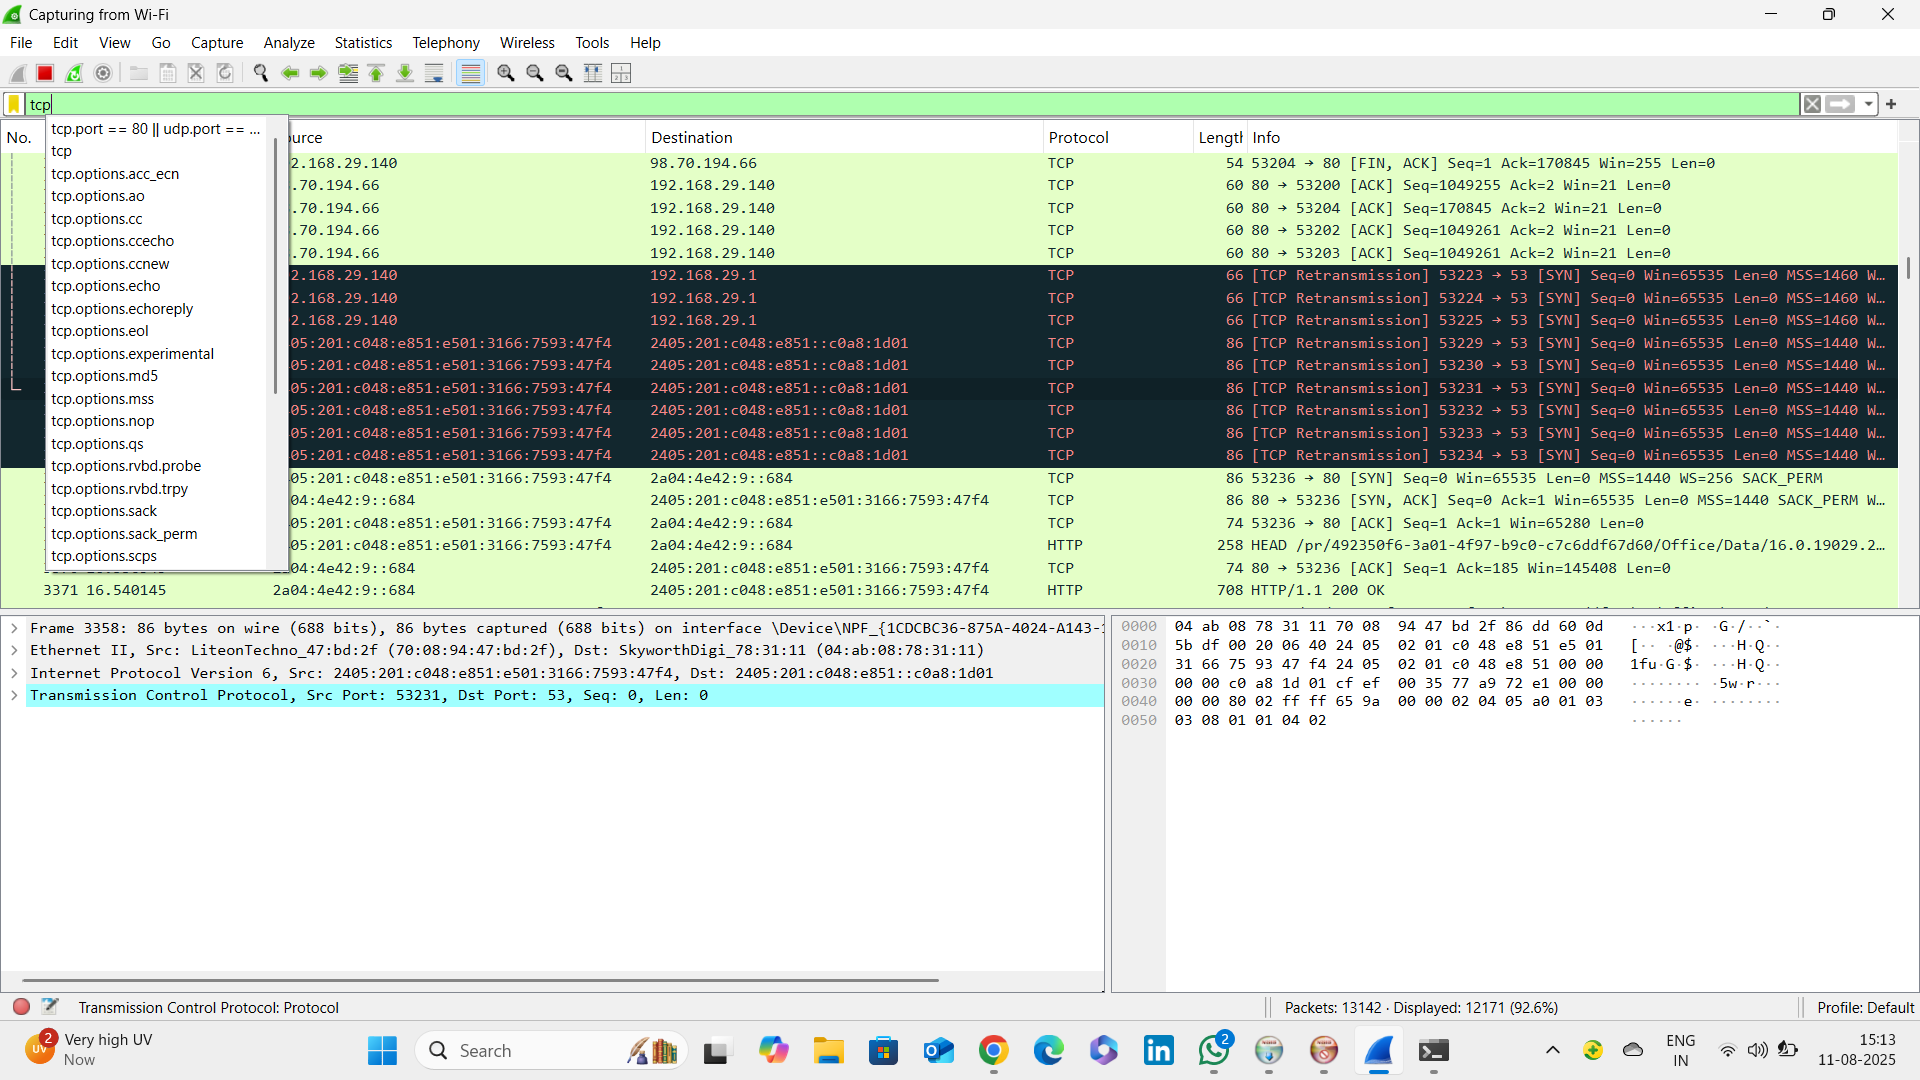 Capturing from Wi-Fi
File Edit View Go Capture Analyze Statistics Telephony Wireless Tools Help
tcp
No. ource Destination Protocol Length Info
tcp.port == 80 || udp.port == ...
tcp
tcp.options.acc_ecn
tcp.options.ao
tcp.options.cc
tcp.options.ccecho
tcp.options.ccnew
tcp.options.echo
tcp.options.echoreply
tcp.options.eol
tcp.options.experimental
tcp.options.md5
tcp.options.mss
tcp.options.nop
tcp.options.qs
tcp.options.rvbd.probe
tcp.options.rvbd.trpy
tcp.options.sack
tcp.options.sack_perm
tcp.options.scps
2.168.29.140 98.70.194.66 TCP 54 53204 → 80 [FIN, ACK] Seq=1 Ack=170845 Win=255 Len=0
.70.194.66 192.168.29.140 TCP 60 80 → 53200 [ACK] Seq=1049255 Ack=2 Win=21 Len=0
.70.194.66 192.168.29.140 TCP 60 80 → 53204 [ACK] Seq=170845 Ack=2 Win=21 Len=0
.70.194.66 192.168.29.140 TCP 60 80 → 53202 [ACK] Seq=1049261 Ack=2 Win=21 Len=0
.70.194.66 192.168.29.140 TCP 60 80 → 53203 [ACK] Seq=1049261 Ack=2 Win=21 Len=0
2.168.29.140 192.168.29.1 TCP 66 [TCP Retransmission] 53223 → 53 [SYN] Seq=0 Win=65535 Len=0 MSS=1460 W…
2.168.29.140 192.168.29.1 TCP 66 [TCP Retransmission] 53224 → 53 [SYN] Seq=0 Win=65535 Len=0 MSS=1460 W…
2.168.29.140 192.168.29.1 TCP 66 [TCP Retransmission] 53225 → 53 [SYN] Seq=0 Win=65535 Len=0 MSS=1460 W…
05:201:c048:e851:e501:3166:7593:47f4 2405:201:c048:e851::c0a8:1d01 TCP 86 [TCP Retransmission] 53229 → 53 [SYN] Seq=0 Win=65535 Len=0 MSS=1440 W…
05:201:c048:e851:e501:3166:7593:47f4 2405:201:c048:e851::c0a8:1d01 TCP 86 [TCP Retransmission] 53230 → 53 [SYN] Seq=0 Win=65535 Len=0 MSS=1440 W…
05:201:c048:e851:e501:3166:7593:47f4 2405:201:c048:e851::c0a8:1d01 TCP 86 [TCP Retransmission] 53231 → 53 [SYN] Seq=0 Win=65535 Len=0 MSS=1440 W…
05:201:c048:e851:e501:3166:7593:47f4 2405:201:c048:e851::c0a8:1d01 TCP 86 [TCP Retransmission] 53232 → 53 [SYN] Seq=0 Win=65535 Len=0 MSS=1440 W…
05:201:c048:e851:e501:3166:7593:47f4 2405:201:c048:e851::c0a8:1d01 TCP 86 [TCP Retransmission] 53233 → 53 [SYN] Seq=0 Win=65535 Len=0 MSS=1440 W…
05:201:c048:e851:e501:3166:7593:47f4 2405:201:c048:e851::c0a8:1d01 TCP 86 [TCP Retransmission] 53234 → 53 [SYN] Seq=0 Win=65535 Len=0 MSS=1440 W…
05:201:c048:e851:e501:3166:7593:47f4 2a04:4e42:9::684 TCP 86 53236 → 80 [SYN] Seq=0 Win=65535 Len=0 MSS=1440 WS=256 SACK_PERM
04:4e42:9::684 2405:201:c048:e851:e501:3166:7593:47f4 TCP 86 80 → 53236 [SYN, ACK] Seq=0 Ack=1 Win=65535 Len=0 MSS=1440 SACK_PERM W…
05:201:c048:e851:e501:3166:7593:47f4 2a04:4e42:9::684 TCP 74 53236 → 80 [ACK] Seq=1 Ack=1 Win=65280 Len=0
05:201:c048:e851:e501:3166:7593:47f4 2a04:4e42:9::684 HTTP 258 HEAD /pr/492350f6-3a01-4f97-b9c0-c7c6ddf67d60/Office/Data/16.0.19029.2…
04:4e42:9::684 2405:201:c048:e851:e501:3166:7593:47f4 TCP 74 80 → 53236 [ACK] Seq=1 Ack=185 Win=145408 Len=0
3371 16.540145 2a04:4e42:9::684 2405:201:c048:e851:e501:3166:7593:47f4 HTTP 708 HTTP/1.1 200 OK
Frame 3358: 86 bytes on wire (688 bits), 86 bytes captured (688 bits) on interface \Device\NPF_{1CDCBC36-875A-4024-A143-1
Ethernet II, Src: LiteonTechno_47:bd:2f (70:08:94:47:bd:2f), Dst: SkyworthDigi_78:31:11 (04:ab:08:78:31:11)
Internet Protocol Version 6, Src: 2405:201:c048:e851:e501:3166:7593:47f4, Dst: 2405:201:c048:e851::c0a8:1d01
Transmission Control Protocol, Src Port: 53231, Dst Port: 53, Seq: 0, Len: 0
0000 04 ab 08 78 31 11 70 08 94 47 bd 2f 86 dd 60 0d ···x1·p· ·G·/··`·
0010 5b df 00 20 06 40 24 05 02 01 c0 48 e8 51 e5 01 [·· ·@$· ···H·Q··
0020 31 66 75 93 47 f4 24 05 02 01 c0 48 e8 51 00 00 1fu·G·$· ···H·Q··
0030 00 00 c0 a8 1d 01 cf ef 00 35 77 a9 72 e1 00 00 ········ ·5w·r···
0040 00 00 80 02 ff ff 65 9a 00 00 02 04 05 a0 01 03 ······e· ········
0050 03 08 01 01 04 02 ······
Transmission Control Protocol: Protocol Packets: 13142 · Displayed: 12171 (92.6%) Profile: Default
UV 2 Very high UV
Now
Search
2
ENG
IN
15:13
11-08-2025